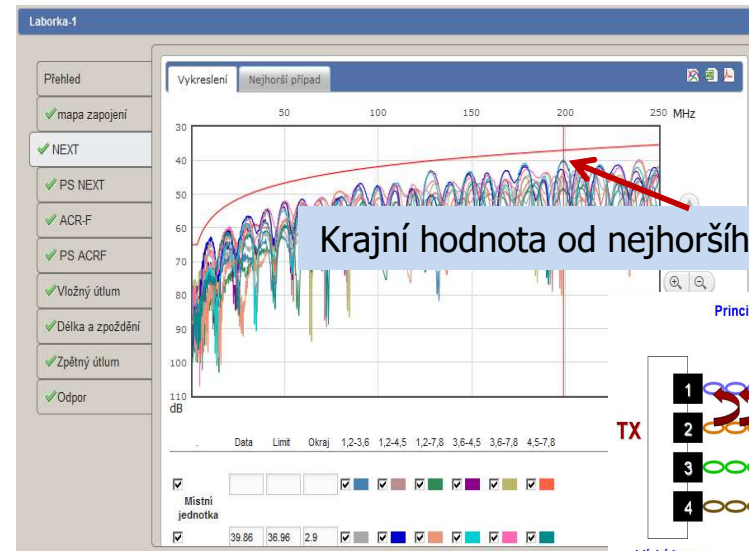 Laborka-1
Přehled
mapa zapojení
NEXT
PS NEXT
ACR-F
PS ACRF
Vložný útlum
Délka a zpoždění
Zpětný útlum
Odpor
Vykreslení Nejhorší případ
50 100 150 200 250 MHz
30
40
50
60
70
80
90
100
110
dB
Krajní hodnota od nejhoršíh
Princi
TX
1
2
3
4
. Data Limit Okraj 1,2-3,6 1,2-4,5 1,2-7,8 3,6-4,5 3,6-7,8 4,5-7,8
Místní
jednotka
39.86 36.96 2.9